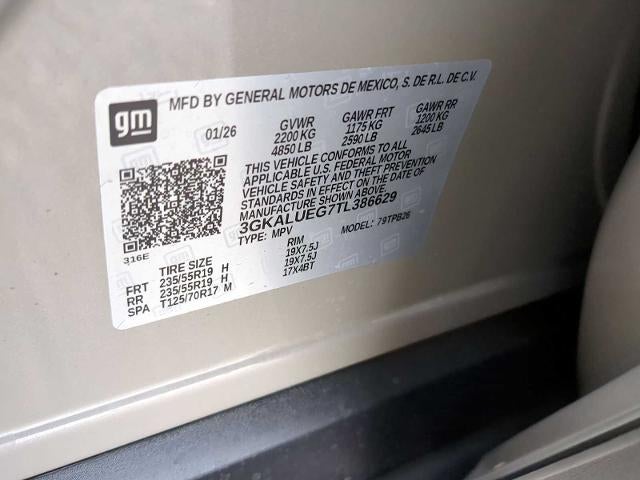 gm
MFD BY GENERAL MOTORS DE MEXICO, S. DE R.L. DE C.V.
01/26 GVWR GAWR FRT GAWR RR
2200 KG 1175 KG 1200 KG
4850 LB 2590 LB 2645 LB
THIS VEHICLE CONFORMS TO ALL
APPLICABLE U.S. FEDERAL MOTOR
VEHICLE SAFETY AND THEFT PREVENTION
STANDARDS IN EFFECT ON THE DATE OF
MANUFACTURE SHOWN ABOVE.
3GKALUEG7TL386629
TYPE: MPV MODEL: 79TPB26
316E
TIRE SIZE RIM
FRT 235/55R19 H 19X7.5J
RR 235/55R19 H 19X7.5J
SPA T125/70R17 M 17X4BT